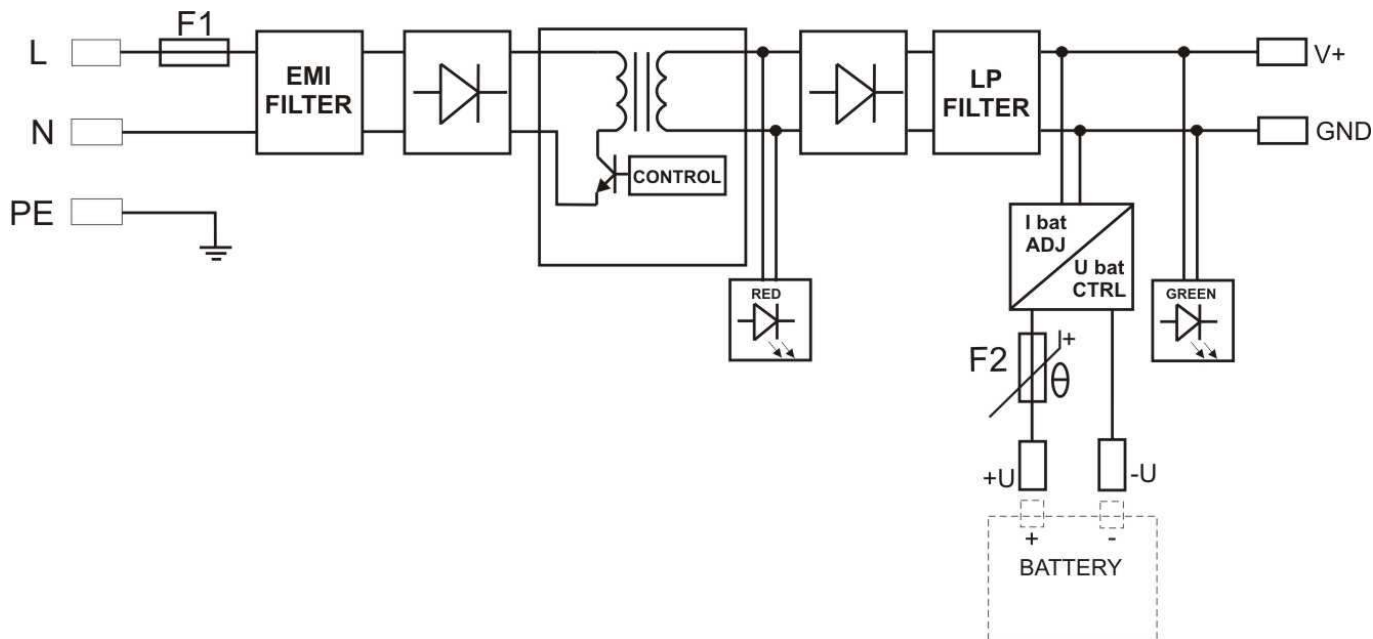 F1
L
EMI
FILTER
LP
FILTER
V+
N
GND
CONTROL
PE
I bat
ADJ
U bat
CTRL
RED
GREEN
F2
+
θ
+U
-U
+
-
BATTERY